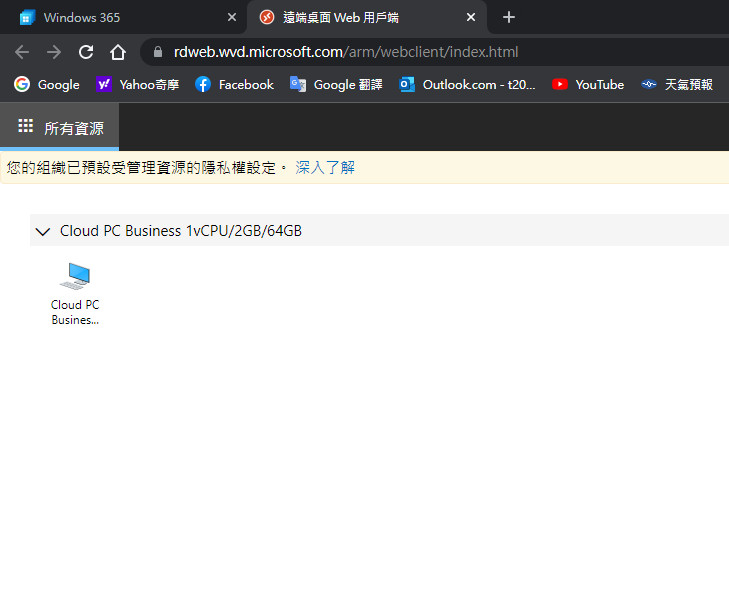 Windows 365
遠端桌面 Web 用戶端
rdweb.wvd.microsoft.com/arm/webclient/index.html
Google Yahoo奇摩 Facebook Google 翻譯 Outlook.com - t20... YouTube 天氣預報
所有資源
您的組織已預設受管理資源的隱私權設定。 深入了解
Cloud PC Business 1vCPU/2GB/64GB
Cloud PC
Busines...